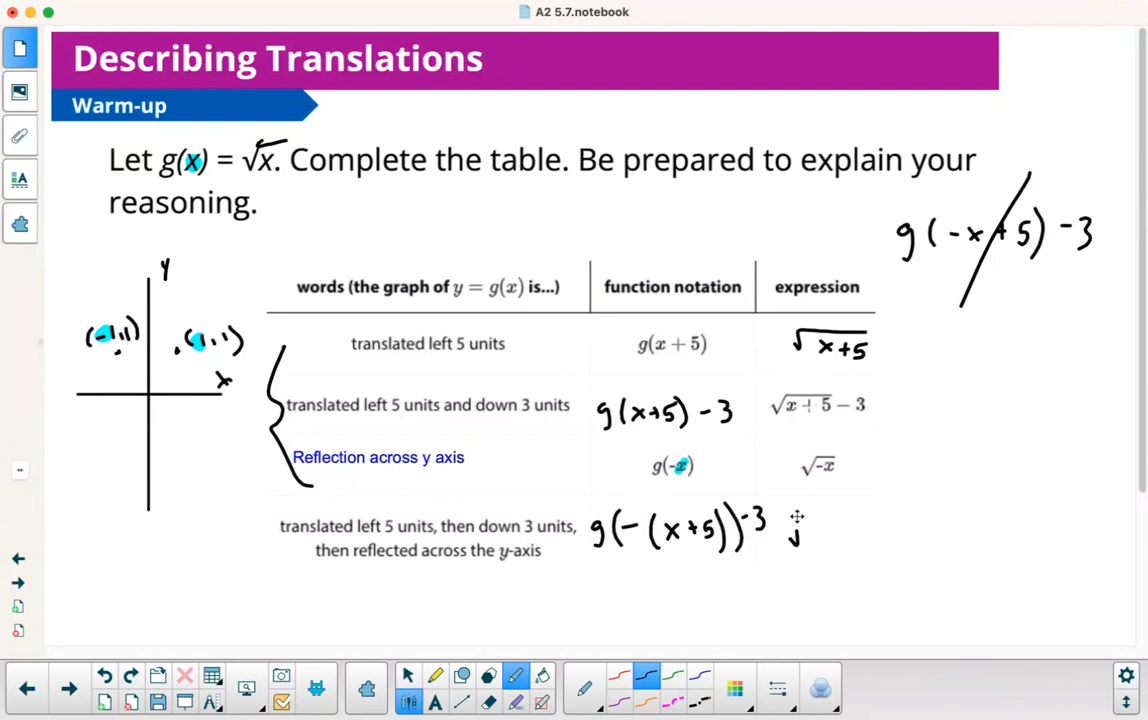 A2 5.7.notebook
Describing Translations
Warm-up
Let g(x) = √x. Complete the table. Be prepared to explain your
reasoning.
g(-x+5)-3
y
(-1,1) (1,1)
x
words (the graph of y = g(x) is...) function notation expression
translated left 5 units g(x + 5) √x+5
translated left 5 units and down 3 units g(x+5)-3 √x + 5 − 3
Reflection across y axis g(-x) √-x
translated left 5 units, then down 3 units,
then reflected across the y-axis g(-(x+5))-3 √